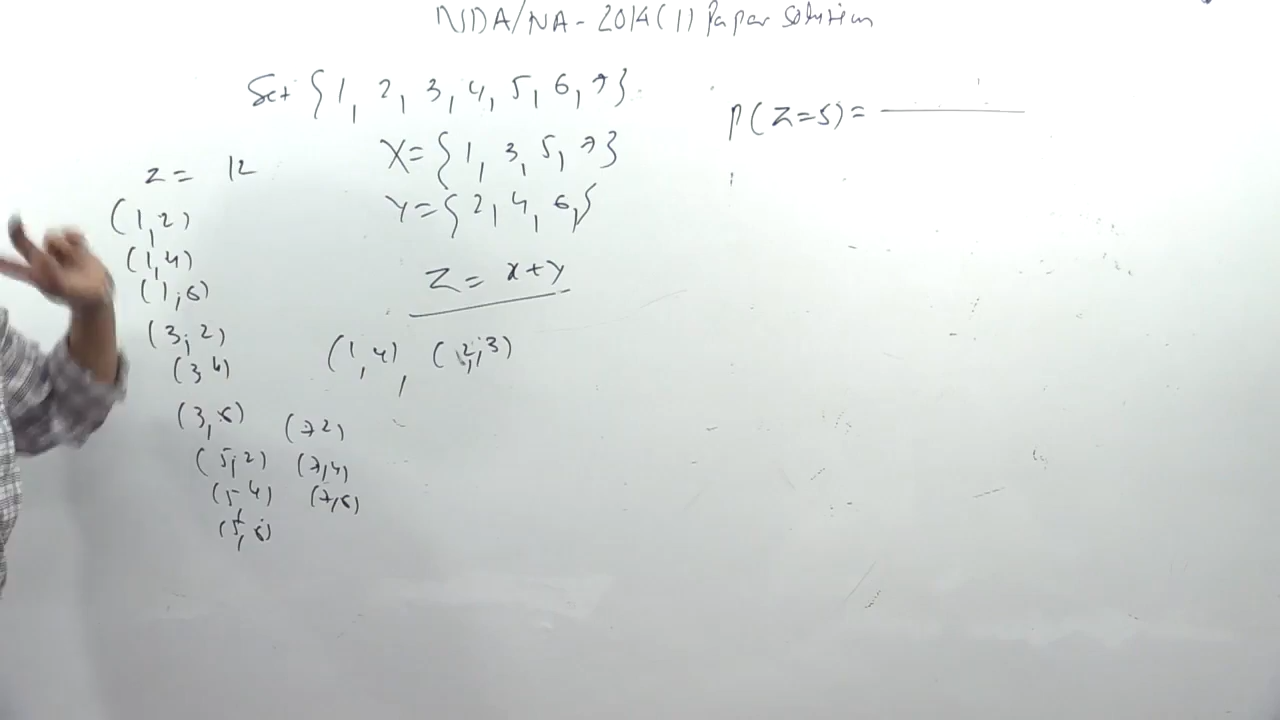 NDA/NA - 2014(1) Paper Solution
Set {1, 2, 3, 4, 5, 6, 7}
P(Z=5) =
X = {1, 3, 5, 7}
Z = 12
Y = {2, 4, 6,}
(1,2)
(1,4)
(1,6)
Z = x+y
(3,2)
(3 4)
(1,4), (2,3)
(3,6)
(7 2)
(5,2) (7,4)
(5 4) (7,6)
(5,6)